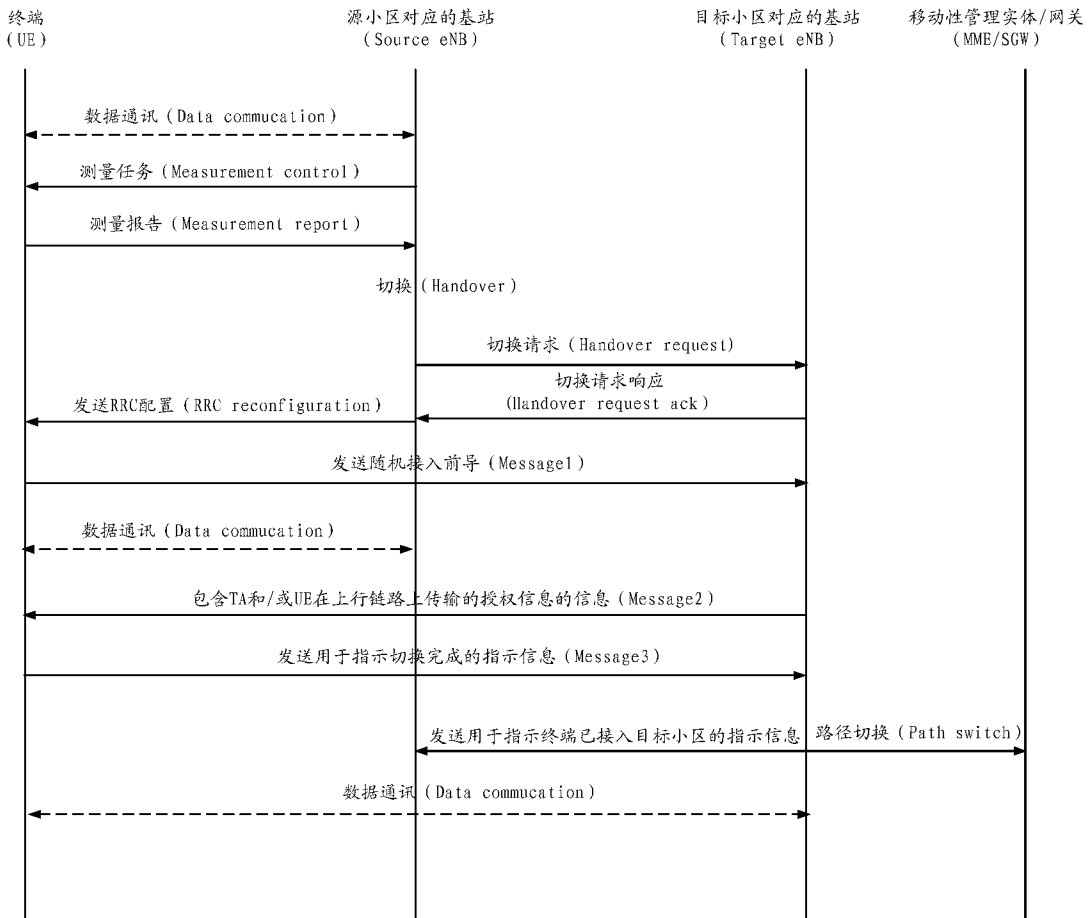 终端
(UE)
源小区对应的基站
(Source eNB)
目标小区对应的基站
(Target eNB)
移动性管理实体/网关
(MME/SGW)
数据通讯(Data commucation)
测量任务(Measurement control)
测量报告(Measurement report)
切换(Handover)
切换请求(Handover request)
切换请求响应
(Handover request ack)
发送RRC配置(RRC reconfiguration)
发送随机接入前导(Message1)
数据通讯(Data commucation)
包含TA和/或UE在上行链路上传输的授权信息的信息(Message2)
发送用于指示切换完成的指示信息(Message3)
发送用于指示终端已接入目标小区的指示信息
路径切换(Path switch)
数据通讯(Data commucation)